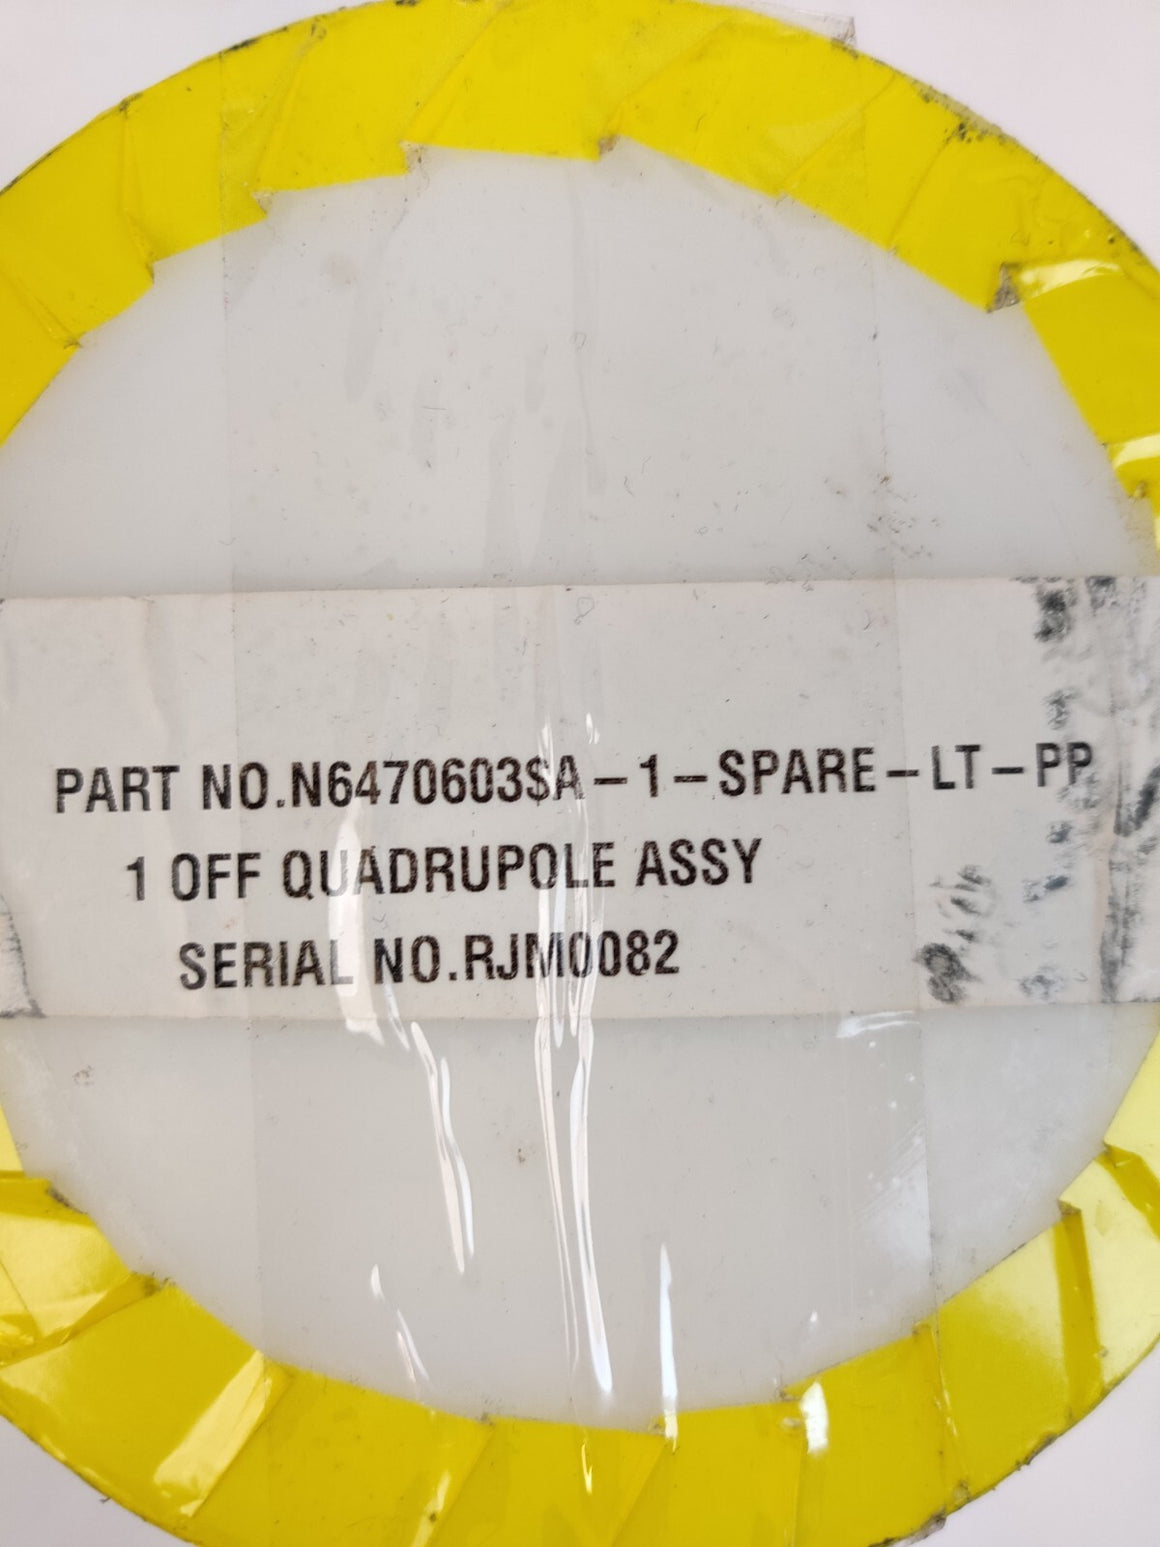 PART NO.N6470603SA-1-SPARE-LT-PP
1 OFF QUADRUPOLE ASSY
SERIAL NO.RJM0082